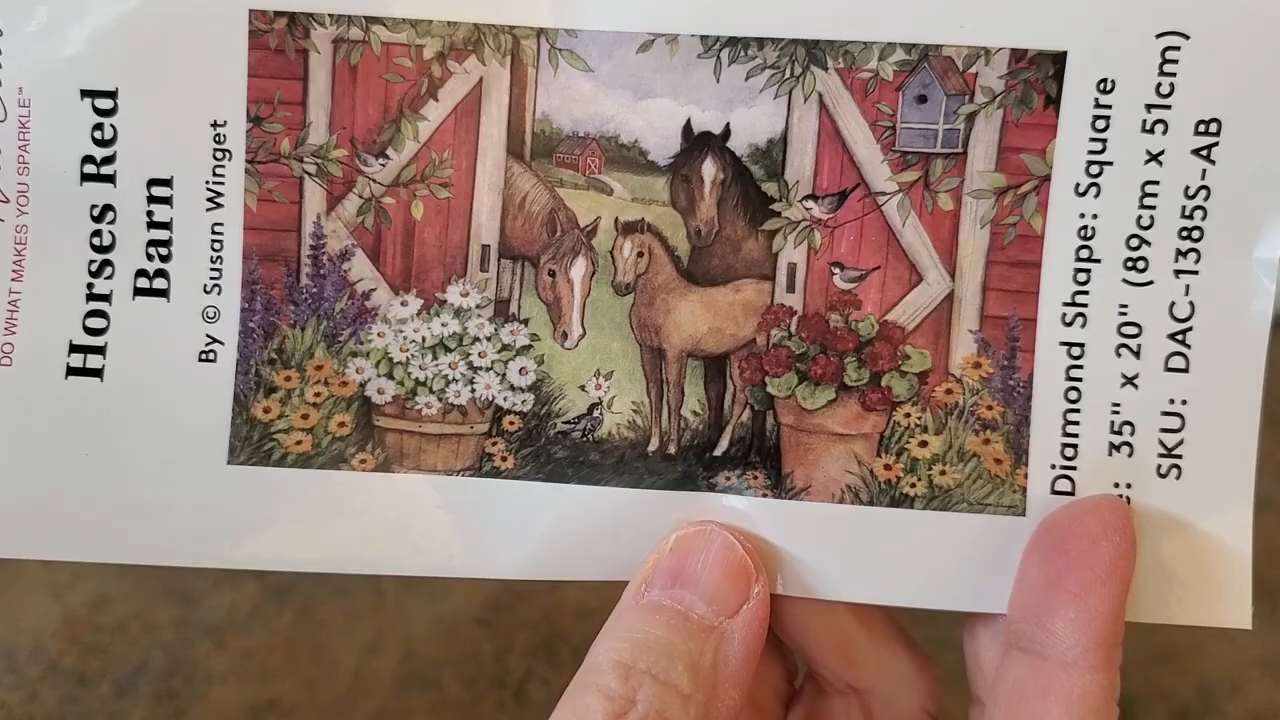 DO WHAT MAKES YOU SPARKLE™
Horses Red
Barn
By © Susan Winget
Diamond Shape: Square
35" x 20" (89cm x 51cm)
SKU: DAC-1385S-AB